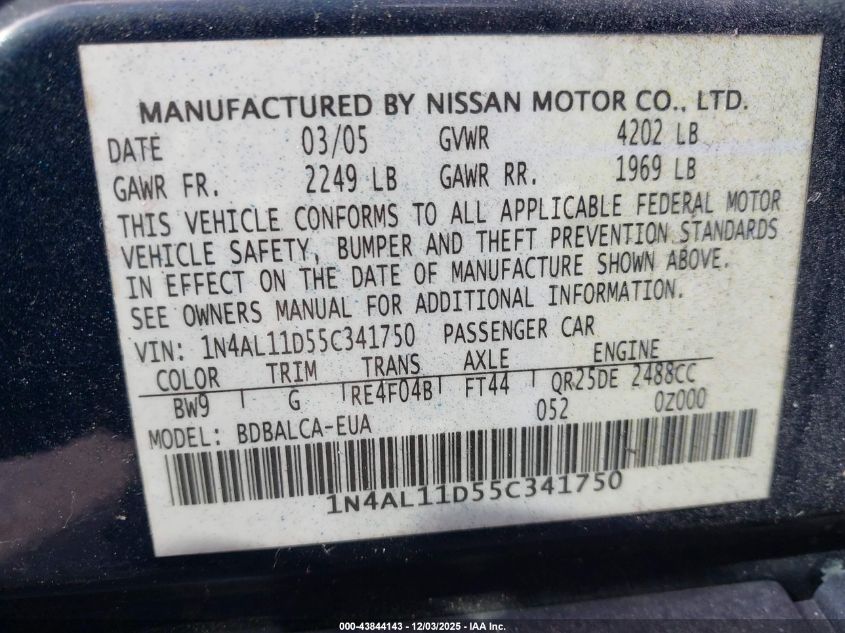 MANUFACTURED BY NISSAN MOTOR CO., LTD.
DATE 03/05 GVWR 4202 LB
GAWR FR. 2249 LB GAWR RR. 1969 LB
THIS VEHICLE CONFORMS TO ALL APPLICABLE FEDERAL MOTOR
VEHICLE SAFETY, BUMPER AND THEFT PREVENTION STANDARDS
IN EFFECT ON THE DATE OF MANUFACTURE SHOWN ABOVE.
SEE OWNERS MANUAL FOR ADDITIONAL INFORMATION.
VIN: 1N4AL11D55C341750 PASSENGER CAR
COLOR TRIM TRANS AXLE ENGINE
BW9 G RE4F04B FT44 QR25DE 2488CC
052 0Z000
MODEL: BDBALCA-EUA
1N4AL11D55C341750
000-43844143 - 12/03/2025 - IAA Inc.